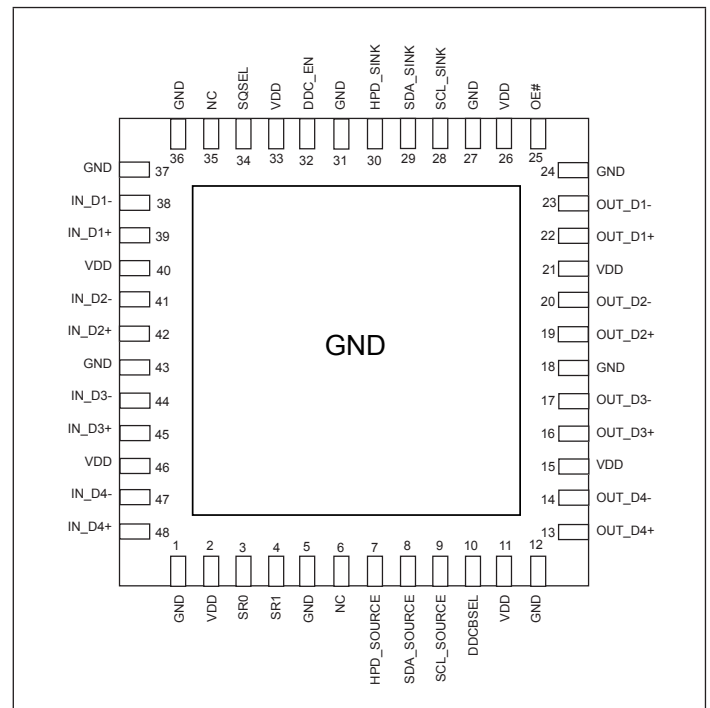 GND NC SQSEL VDD DDC_EN GND HPD_SINK SDA_SINK SCL_SINK GND VDD OE#
36 35 34 33 32 31 30 29 28 27 26 25
GND 37 24 GND
IN_D1- 38 23 OUT_D1-
IN_D1+ 39 22 OUT_D1+
VDD 40 21 VDD
IN_D2- 41 20 OUT_D2-
IN_D2+ 42 19 OUT_D2+
GND
GND 43 18 GND
IN_D3- 44 17 OUT_D3-
IN_D3+ 45 16 OUT_D3+
VDD 46 15 VDD
IN_D4- 47 14 OUT_D4-
IN_D4+ 48 13 OUT_D4+
1 2 3 4 5 6 7 8 9 10 11 12
GND VDD SR0 SR1 GND NC HPD_SOURCE SDA_SOURCE SCL_SOURCE DDCBSEL VDD GND